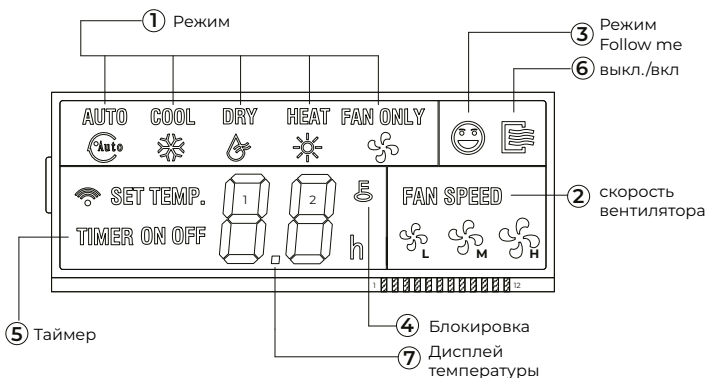 ① Режим
③ Режим
Follow me
⑥ выкл./вкл
AUTO COOL DRY HEAT FAN ONLY
Auto
SET TEMP. 1 2 FAN SPEED
② скорость
вентилятора
TIMER ON OFF h L M H
1 12
⑤ Таймер
④ Блокировка
⑦ Дисплей
температуры